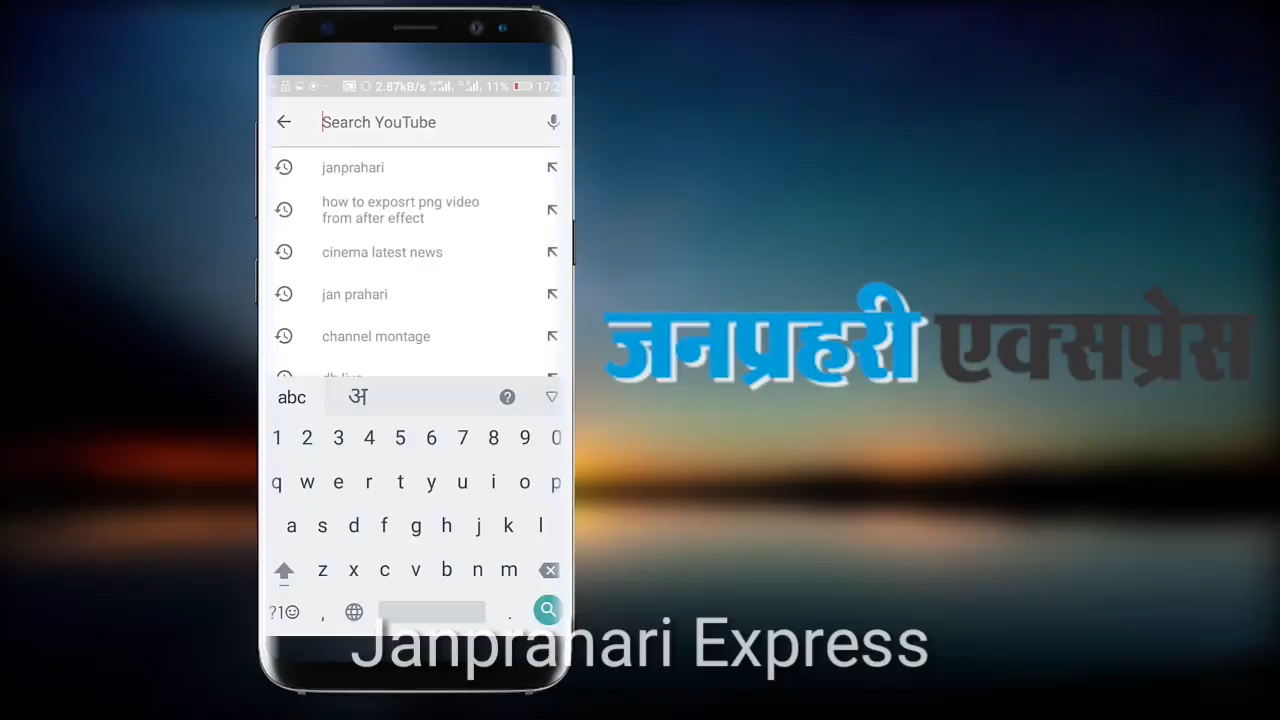 2.87kB/s 11% 17:2
Search YouTube
janprahari
how to exposrt png video
from after effect
cinema latest news
jan prahari
channel montage
जनप्रहरी एक्सप्रेस
abc अ ?
1 2 3 4 5 6 7 8 9 0
q w e r t y u i o p
a s d f g h j k l
z x c v b n m
?1☺ , .
Janprahari Express